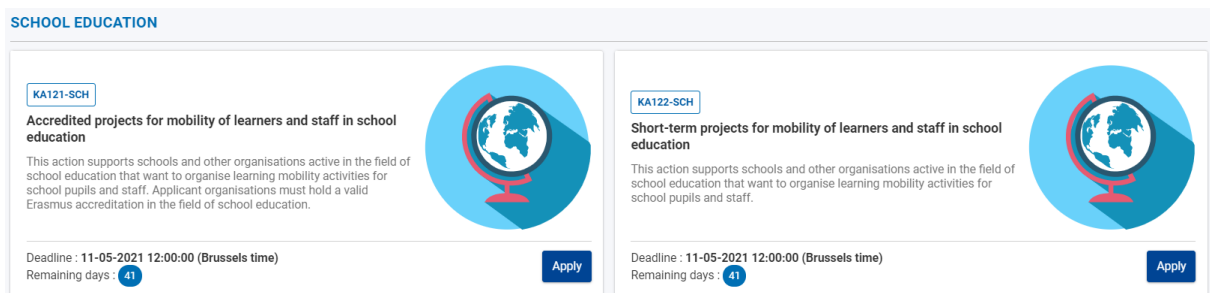 SCHOOL EDUCATION
KA121-SCH
Accredited projects for mobility of learners and staff in school
education
This action supports schools and other organisations active in the field of
school education that want to organise learning mobility activities for
school pupils and staff. Applicant organisations must hold a valid
Erasmus accreditation in the field of school education.
Deadline : 11-05-2021 12:00:00 (Brussels time)
Remaining days : 41
Apply
KA122-SCH
Short-term projects for mobility of learners and staff in school
education
This action supports schools and other organisations active in the field of
school education that want to organise learning mobility activities for
school pupils and staff.
Deadline : 11-05-2021 12:00:00 (Brussels time)
Remaining days : 41
Apply